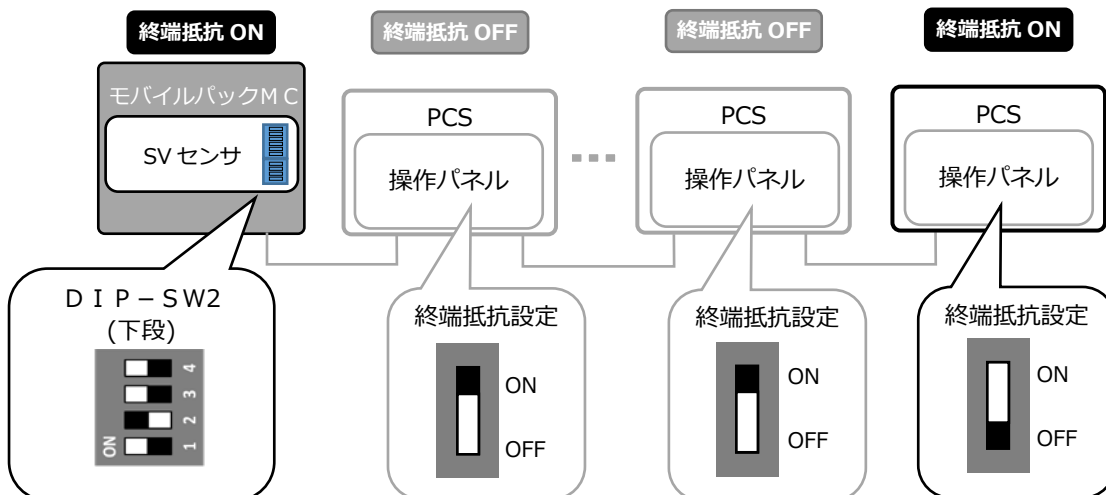 終端抵抗 ON
終端抵抗 OFF
終端抵抗 OFF
終端抵抗 ON
モバイルパックＭＣ
SV センサ
PCS
操作パネル
PCS
操作パネル
PCS
操作パネル
ＤＩＰ－ＳＷ2
(下段)
ON
1
2
3
4
終端抵抗設定
ON
OFF
終端抵抗設定
ON
OFF
終端抵抗設定
ON
OFF